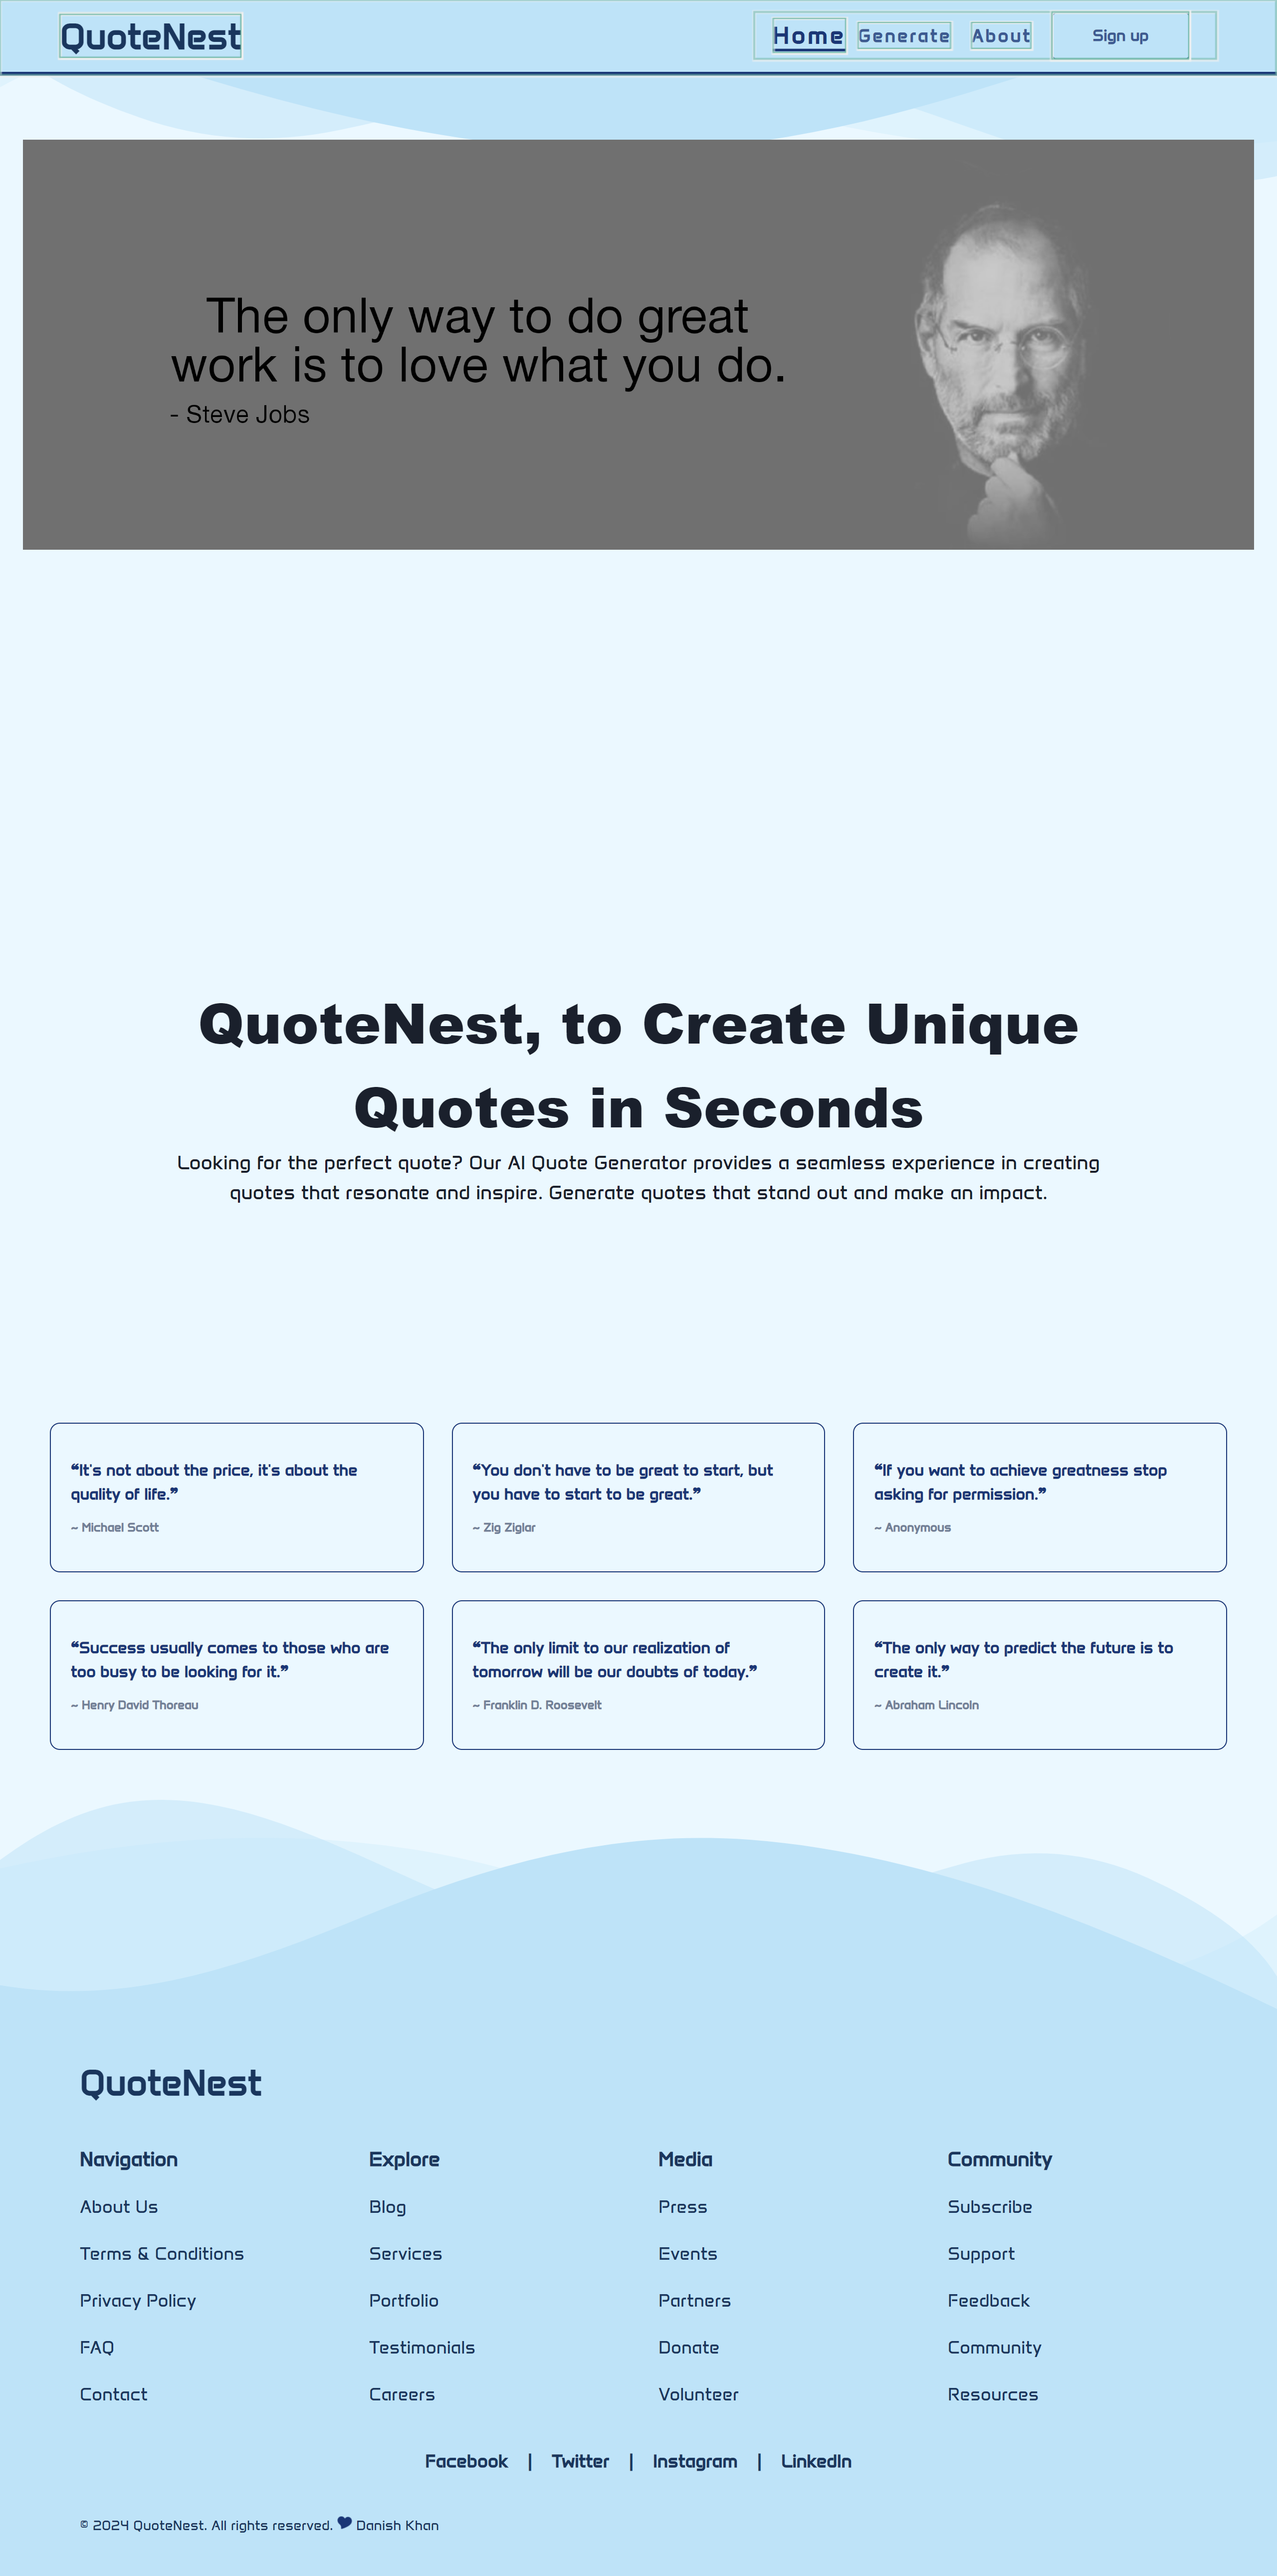 QuoteNest
Home Generate About Sign up
The only way to do great
work is to love what you do.
- Steve Jobs
QuoteNest, to Create Unique
Quotes in Seconds
Looking for the perfect quote? Our AI Quote Generator provides a seamless experience in creating
quotes that resonate and inspire. Generate quotes that stand out and make an impact.
❝It's not about the price, it's about the
quality of life.❞
~ Michael Scott
❝You don't have to be great to start, but
you have to start to be great.❞
~ Zig Ziglar
❝If you want to achieve greatness stop
asking for permission.❞
~ Anonymous
❝Success usually comes to those who are
too busy to be looking for it.❞
~ Henry David Thoreau
❝The only limit to our realization of
tomorrow will be our doubts of today.❞
~ Franklin D. Roosevelt
❝The only way to predict the future is to
create it.❞
~ Abraham Lincoln
QuoteNest
Navigation
About Us
Terms & Conditions
Privacy Policy
FAQ
Contact
Explore
Blog
Services
Portfolio
Testimonials
Careers
Media
Press
Events
Partners
Donate
Volunteer
Community
Subscribe
Support
Feedback
Community
Resources
Facebook | Twitter | Instagram | LinkedIn
© 2024 QuoteNest. All rights reserved. Danish Khan